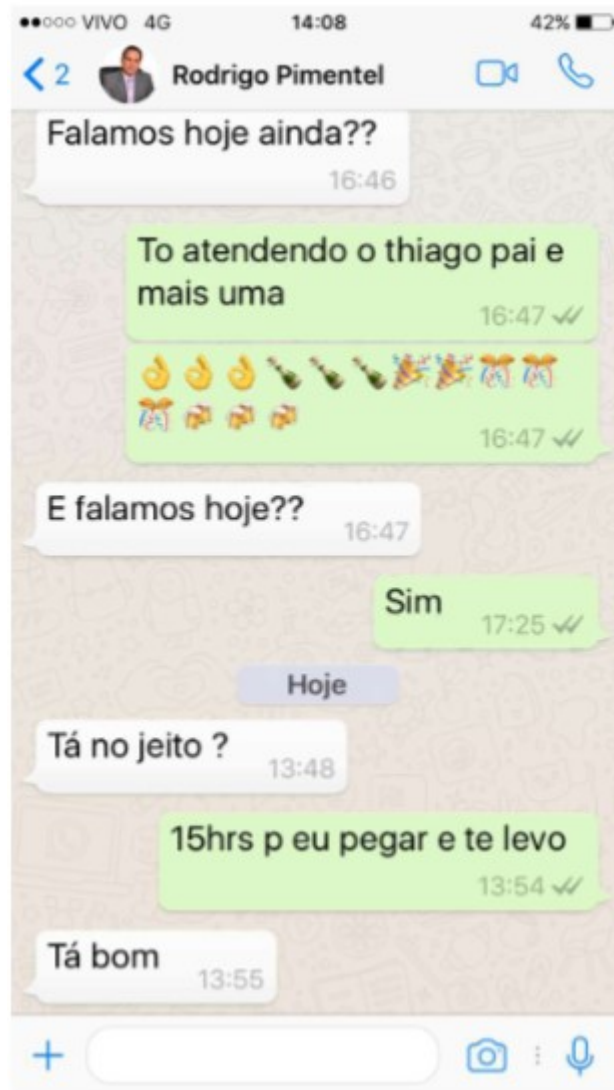 VIVO 4G 14:08 42%
2 Rodrigo Pimentel
Falamos hoje ainda??
16:46
To atendendo o thiago pai e
mais uma
16:47
👌👌👌🍾🍾🍾🎉🎉🎊🎊
🎊🍻🍻🍻
16:47
E falamos hoje??
16:47
Sim
17:25
Hoje
Tá no jeito ?
13:48
15hrs p eu pegar e te levo
13:54
Tá bom
13:55